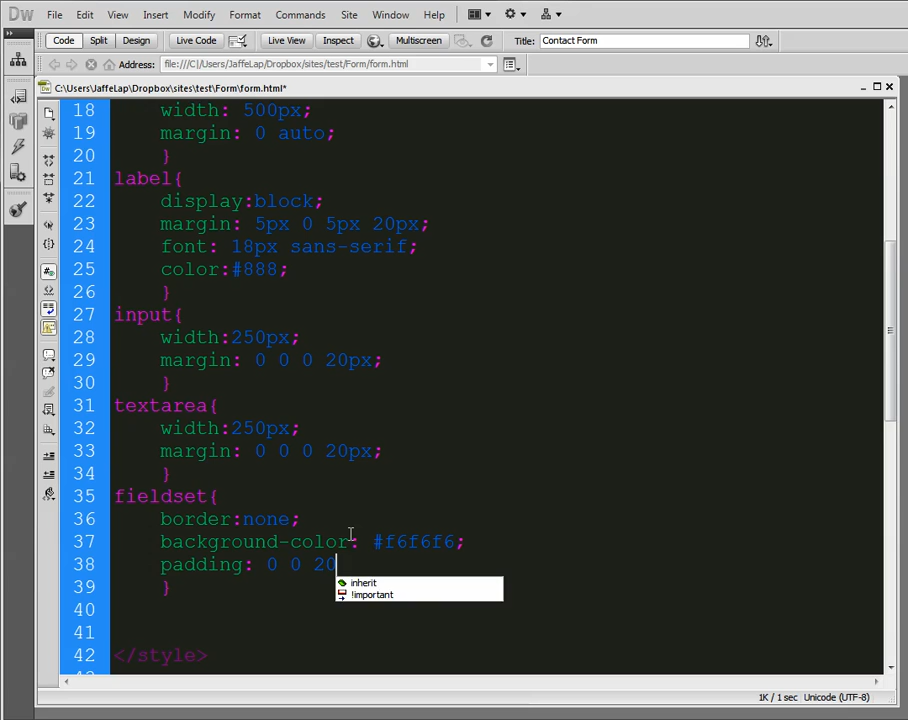 Dw File Edit View Insert Modify Format Commands Site Window Help
Code Split Design Live Code Live View Inspect Multiscreen Title: Contact Form
Address: file:///C|/Users/JaffeLap/Dropbox/sites/test/Form/form.html
C:\Users\JaffeLap\Dropbox\sites\test\Form\form.html*
18 width: 500px;
19 margin: 0 auto;
20 }
21 label{
22 display:block;
23 margin: 5px 0 5px 20px;
24 font: 18px sans-serif;
25 color:#888;
26 }
27 input{
28 width:250px;
29 margin: 0 0 0 20px;
30 }
31 textarea{
32 width:250px;
33 margin: 0 0 0 20px;
34 }
35 fieldset{
36 border:none;
37 background-color: #f6f6f6;
38 padding: 0 0 20
inherit
39 }
!important
40
41
42 </style>
1K / 1 sec Unicode (UTF-8)